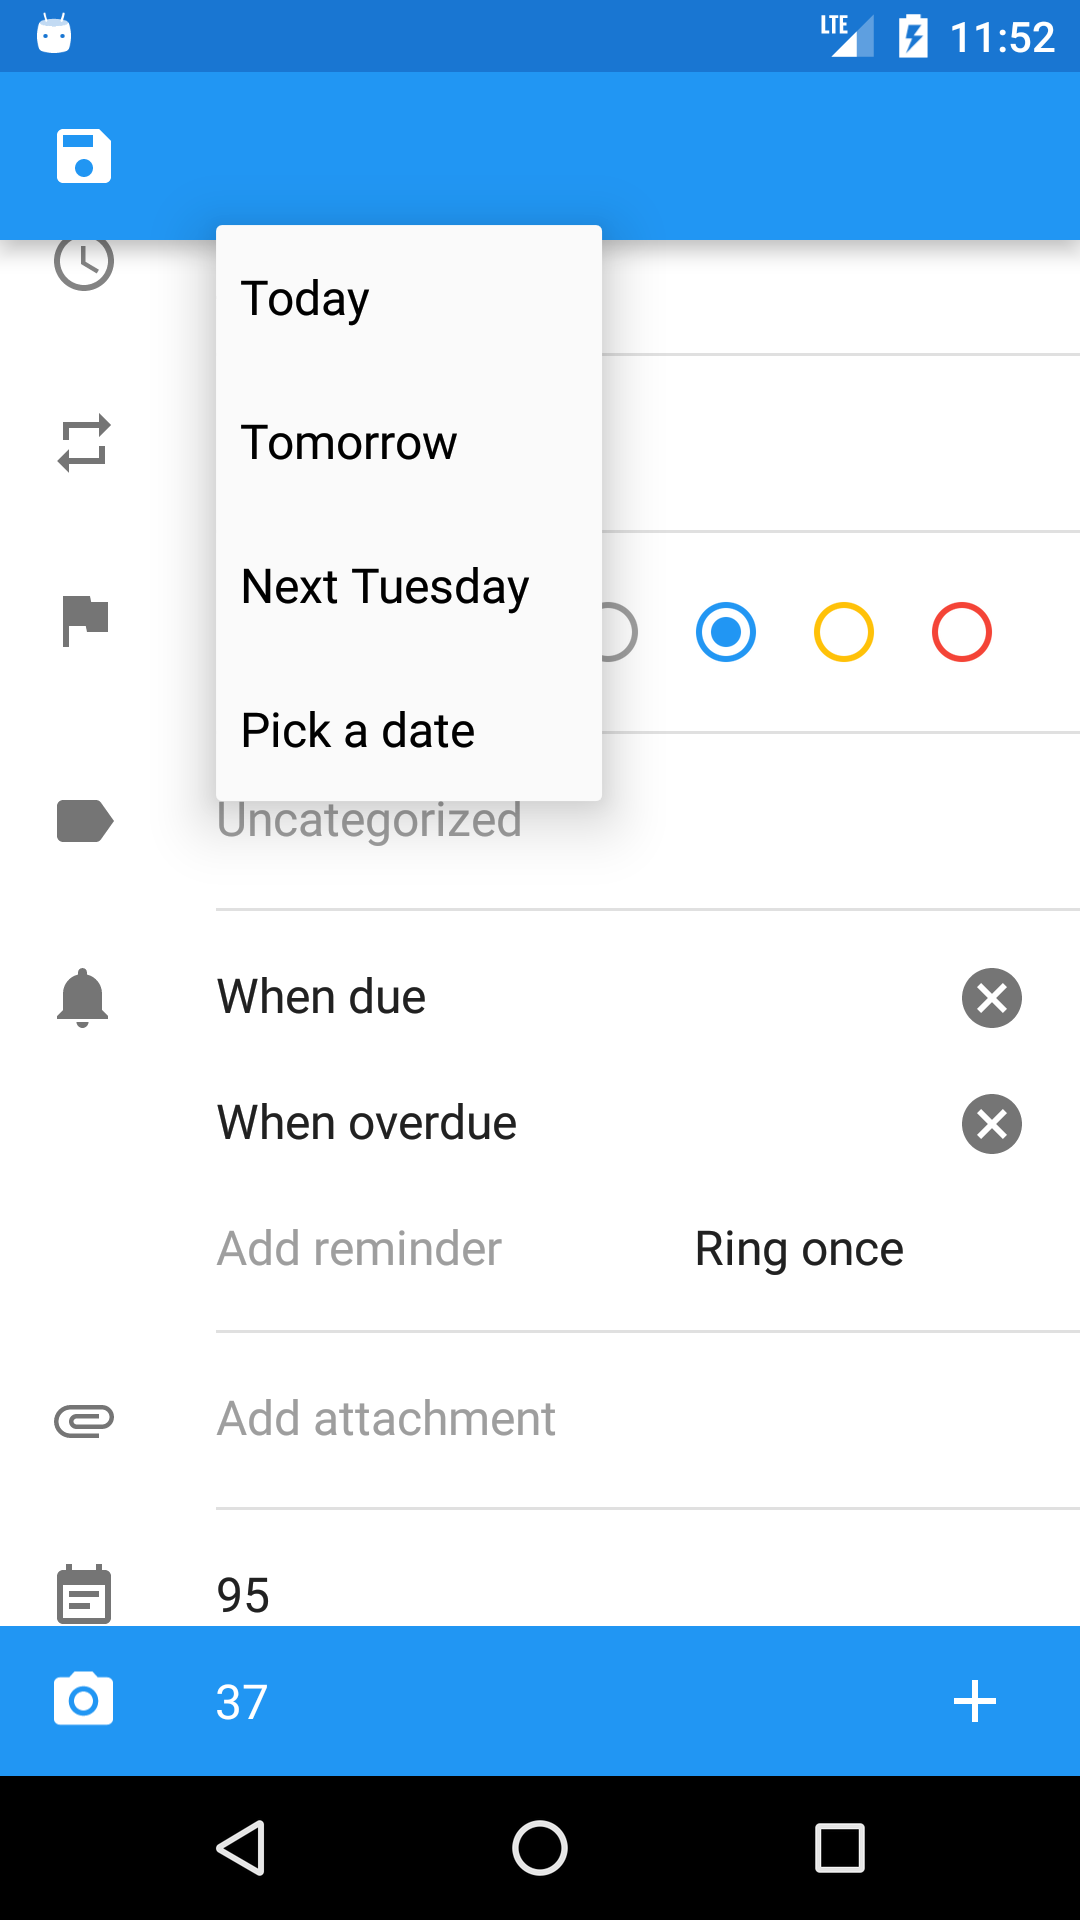 LTE 11:52
Today
Tomorrow
Next Tuesday
Pick a date
Uncategorized
When due
When overdue
Add reminder Ring once
Add attachment
95
37